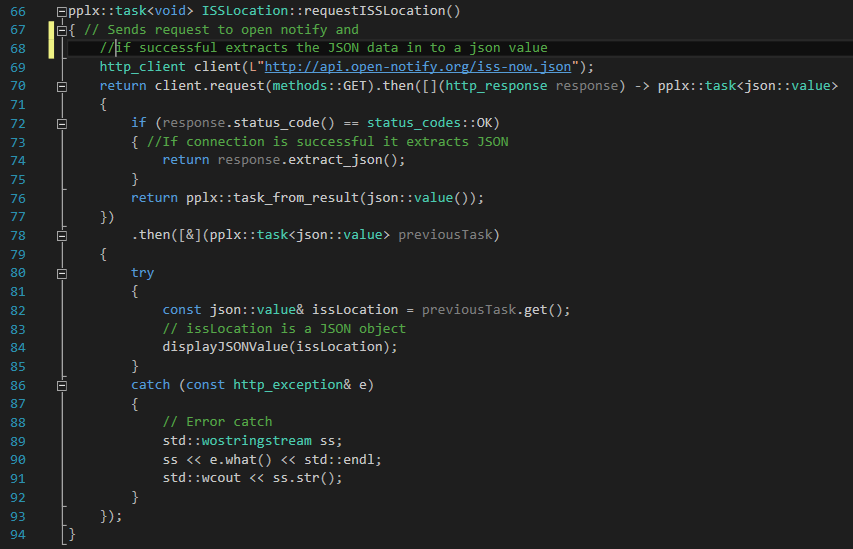 66 pplx::task<void> ISSLocation::requestISSLocation()
67 { // Sends request to open notify and
68 //if successful extracts the JSON data in to a json value
69 http_client client(L"http://api.open-notify.org/iss-now.json");
70 return client.request(methods::GET).then([](http_response response) -> pplx::task<json::value>
71 {
72 if (response.status_code() == status_codes::OK)
73 { //If connection is successful it extracts JSON
74 return response.extract_json();
75 }
76 return pplx::task_from_result(json::value());
77 })
78 .then([&](pplx::task<json::value> previousTask)
79 {
80 try
81 {
82 const json::value& issLocation = previousTask.get();
83 // issLocation is a JSON object
84 displayJSONValue(issLocation);
85 }
86 catch (const http_exception& e)
87 {
88 // Error catch
89 std::wostringstream ss;
90 ss << e.what() << std::endl;
91 std::wcout << ss.str();
92 }
93 });
94 }